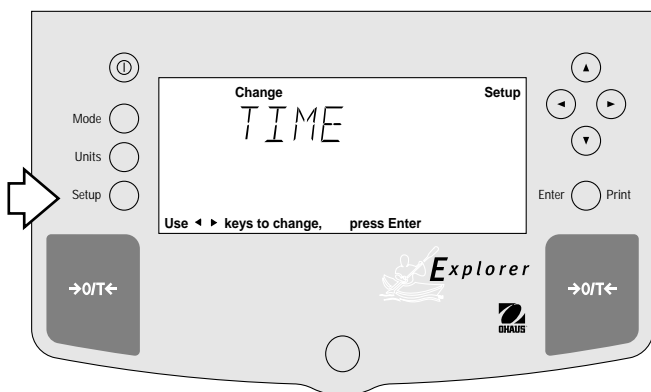 Change Setup
TIME
Mode
Units
Setup
Enter Print
Use ◄ ► keys to change, press Enter
Explorer
→0/T← →0/T←
OHAUS